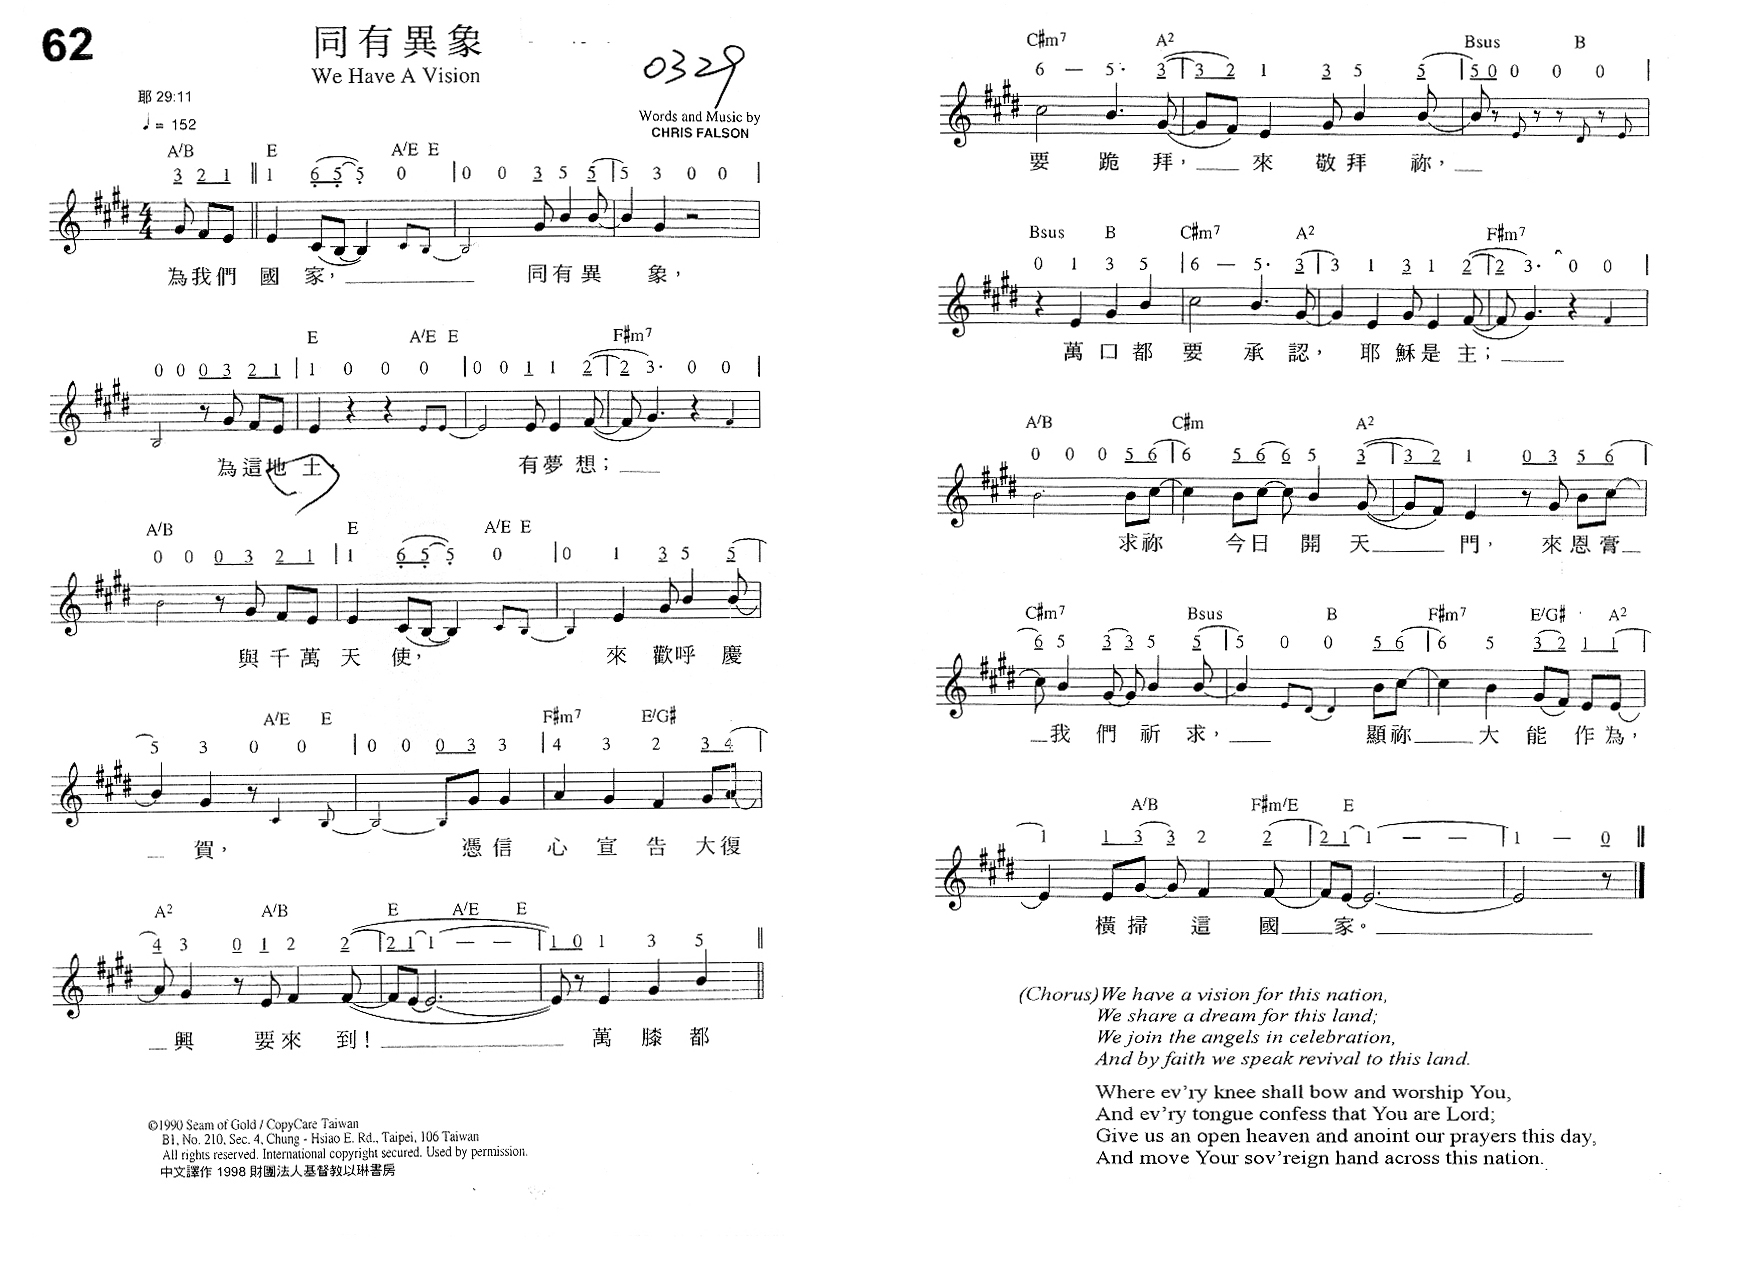 62
同有異象
We Have A Vision
0329
耶 29:11
♩= 152
Words and Music by
CHRIS FALSON
A/B E A/E E
3 2 1 ‖ 1 6 5 5 0 | 0 0 3 5 5 | 5 3 0 0 |
為我們 國 家， 同有異 象，
E A/E E F#m7
0 0 0 3 2 1 | 1 0 0 0 | 0 0 1 1 2 | 2 3· 0 0 |
為這地 土， 有夢想；
A/B E A/E E
0 0 0 3 2 1 | 1 6 5 5 0 | 0 1 3 5 5 |
與千萬 天 使， 來 歡呼 慶
A/E E F#m7 E/G#
5 3 0 0 | 0 0 0 3 3 | 4 3 2 3 4 |
賀， 憑信 心 宣 告 大復
A2 A/B E A/E E
4 3 0 1 2 2 | 2 1 1 — — | 1 0 1 3 5 ‖
興 要來 到！ 萬 膝 都
©1990 Seam of Gold / CopyCare Taiwan
B1, No. 210, Sec. 4, Chung - Hsiao E. Rd., Taipei, 106 Taiwan
All rights reserved. International copyright secured. Used by permission.
中文譯作 1998 財團法人基督教以琳書房
C#m7 A2 Bsus B
6 — 5· 3 | 3 2 1 3 5 5 | 5 0 0 0 0 |
要 跪 拜， 來 敬拜 祢，
Bsus B C#m7 A2 F#m7
0 1 3 5 | 6 — 5· 3 | 3 1 3 1 2 | 2 3· 0 0 |
萬口都 要 承 認， 耶 穌是 主；
A/B C#m A2
0 0 0 5 6 | 6 5 6 6 5 3 | 3 2 1 0 3 5 6 |
求祢 今日 開 天 門， 來恩膏
C#m7 Bsus B F#m7 E/G# A2
6 5 3 3 5 5 | 5 0 0 5 6 | 6 5 3 2 1 1 |
我 們 祈 求， 顯祢 大 能 作為，
A/B F#m/E E
1 1 3 3 2 2 | 2 1 1 — — | 1 — 0 ‖
橫掃 這 國 家。
(Chorus)We have a vision for this nation,
We share a dream for this land;
We join the angels in celebration,
And by faith we speak revival to this land.
Where ev'ry knee shall bow and worship You,
And ev'ry tongue confess that You are Lord;
Give us an open heaven and anoint our prayers this day,
And move Your sov'reign hand across this nation.